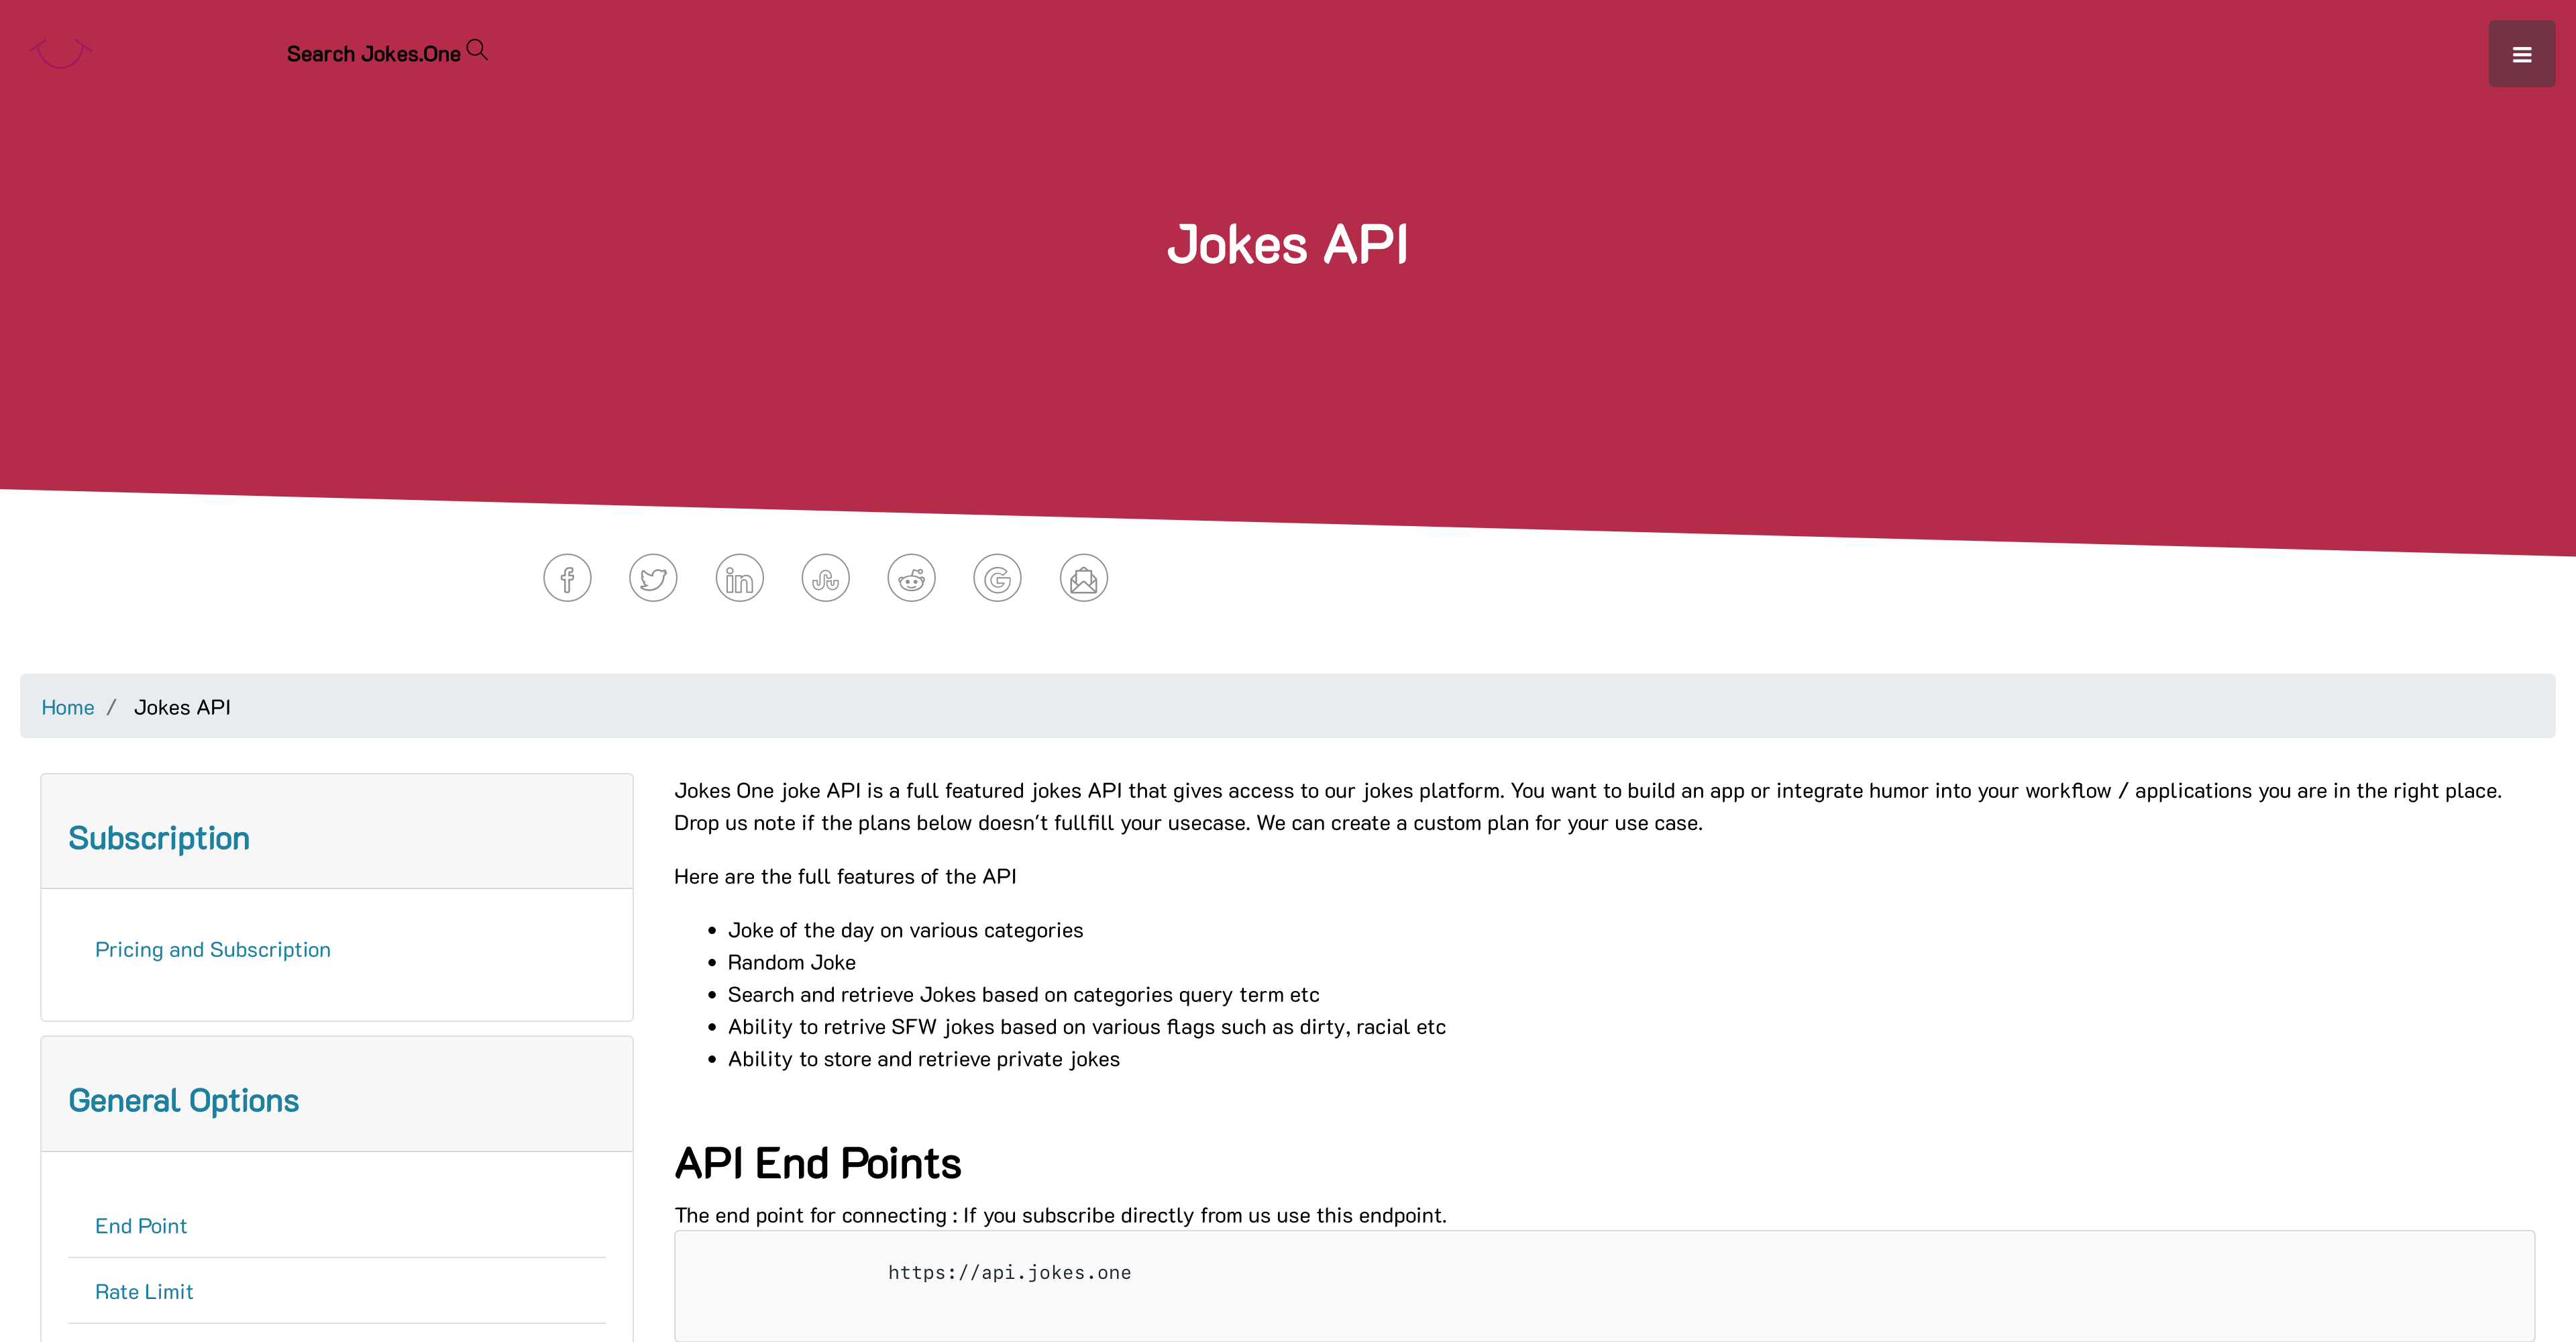 Search Jokes.One
Jokes API
Home / Jokes API
Subscription
Pricing and Subscription
General Options
End Point
Rate Limit
Jokes One joke API is a full featured jokes API that gives access to our jokes platform. You want to build an app or integrate humor into your workflow / applications you are in the right place.
Drop us note if the plans below doesn't fullfill your usecase. We can create a custom plan for your use case.
Here are the full features of the API
• Joke of the day on various categories
• Random Joke
• Search and retrieve Jokes based on categories query term etc
• Ability to retrive SFW jokes based on various flags such as dirty, racial etc
• Ability to store and retrieve private jokes
API End Points
The end point for connecting : If you subscribe directly from us use this endpoint.
https://api.jokes.one